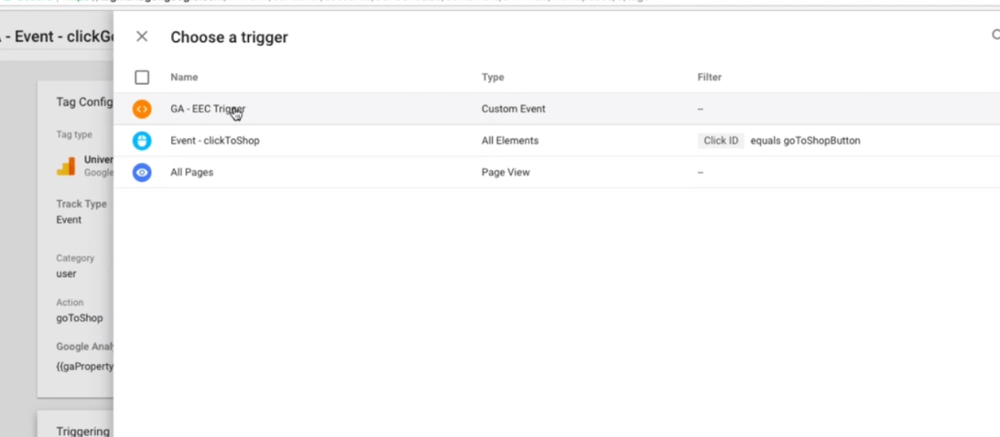 - Event - clickGo
Choose a trigger
Name Type Filter
GA - EEC Trigger Custom Event --
Event - clickToShop All Elements Click ID equals goToShopButton
All Pages Page View --
Tag Config
Tag type
Univer
Google
Track Type
Event
Category
user
Action
goToShop
Google Anal
{{gaProperty
Triggering